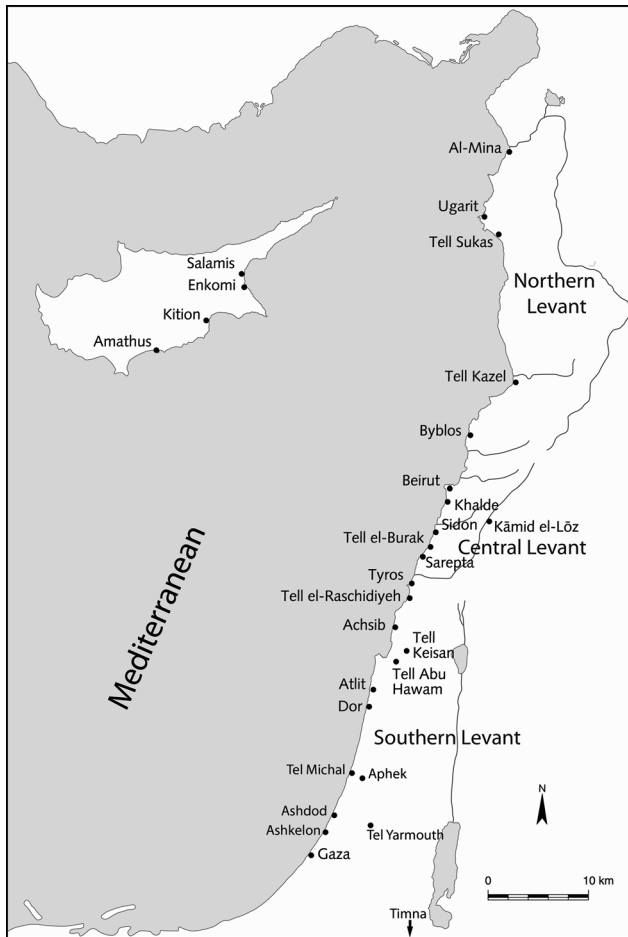 Al-Mina
Ugarit
Tell Sukas
Salamis
Enkomi
Northern
Levant
Kition
Amathus
Tell Kazel
Byblos
Beirut
Khalde
Sidon
Kāmid el-Lōz
Tell el-Burak
Central Levant
Sarepta
Tyros
Tell el-Raschidiyeh
Mediterranean
Achsib
Tell
Keisan
Tell Abu
Hawam
Atlit
Dor
Southern Levant
Tel Michal
Aphek
N
Ashdod
Ashkelon
Tel Yarmouth
Gaza
0 10 km
Timna